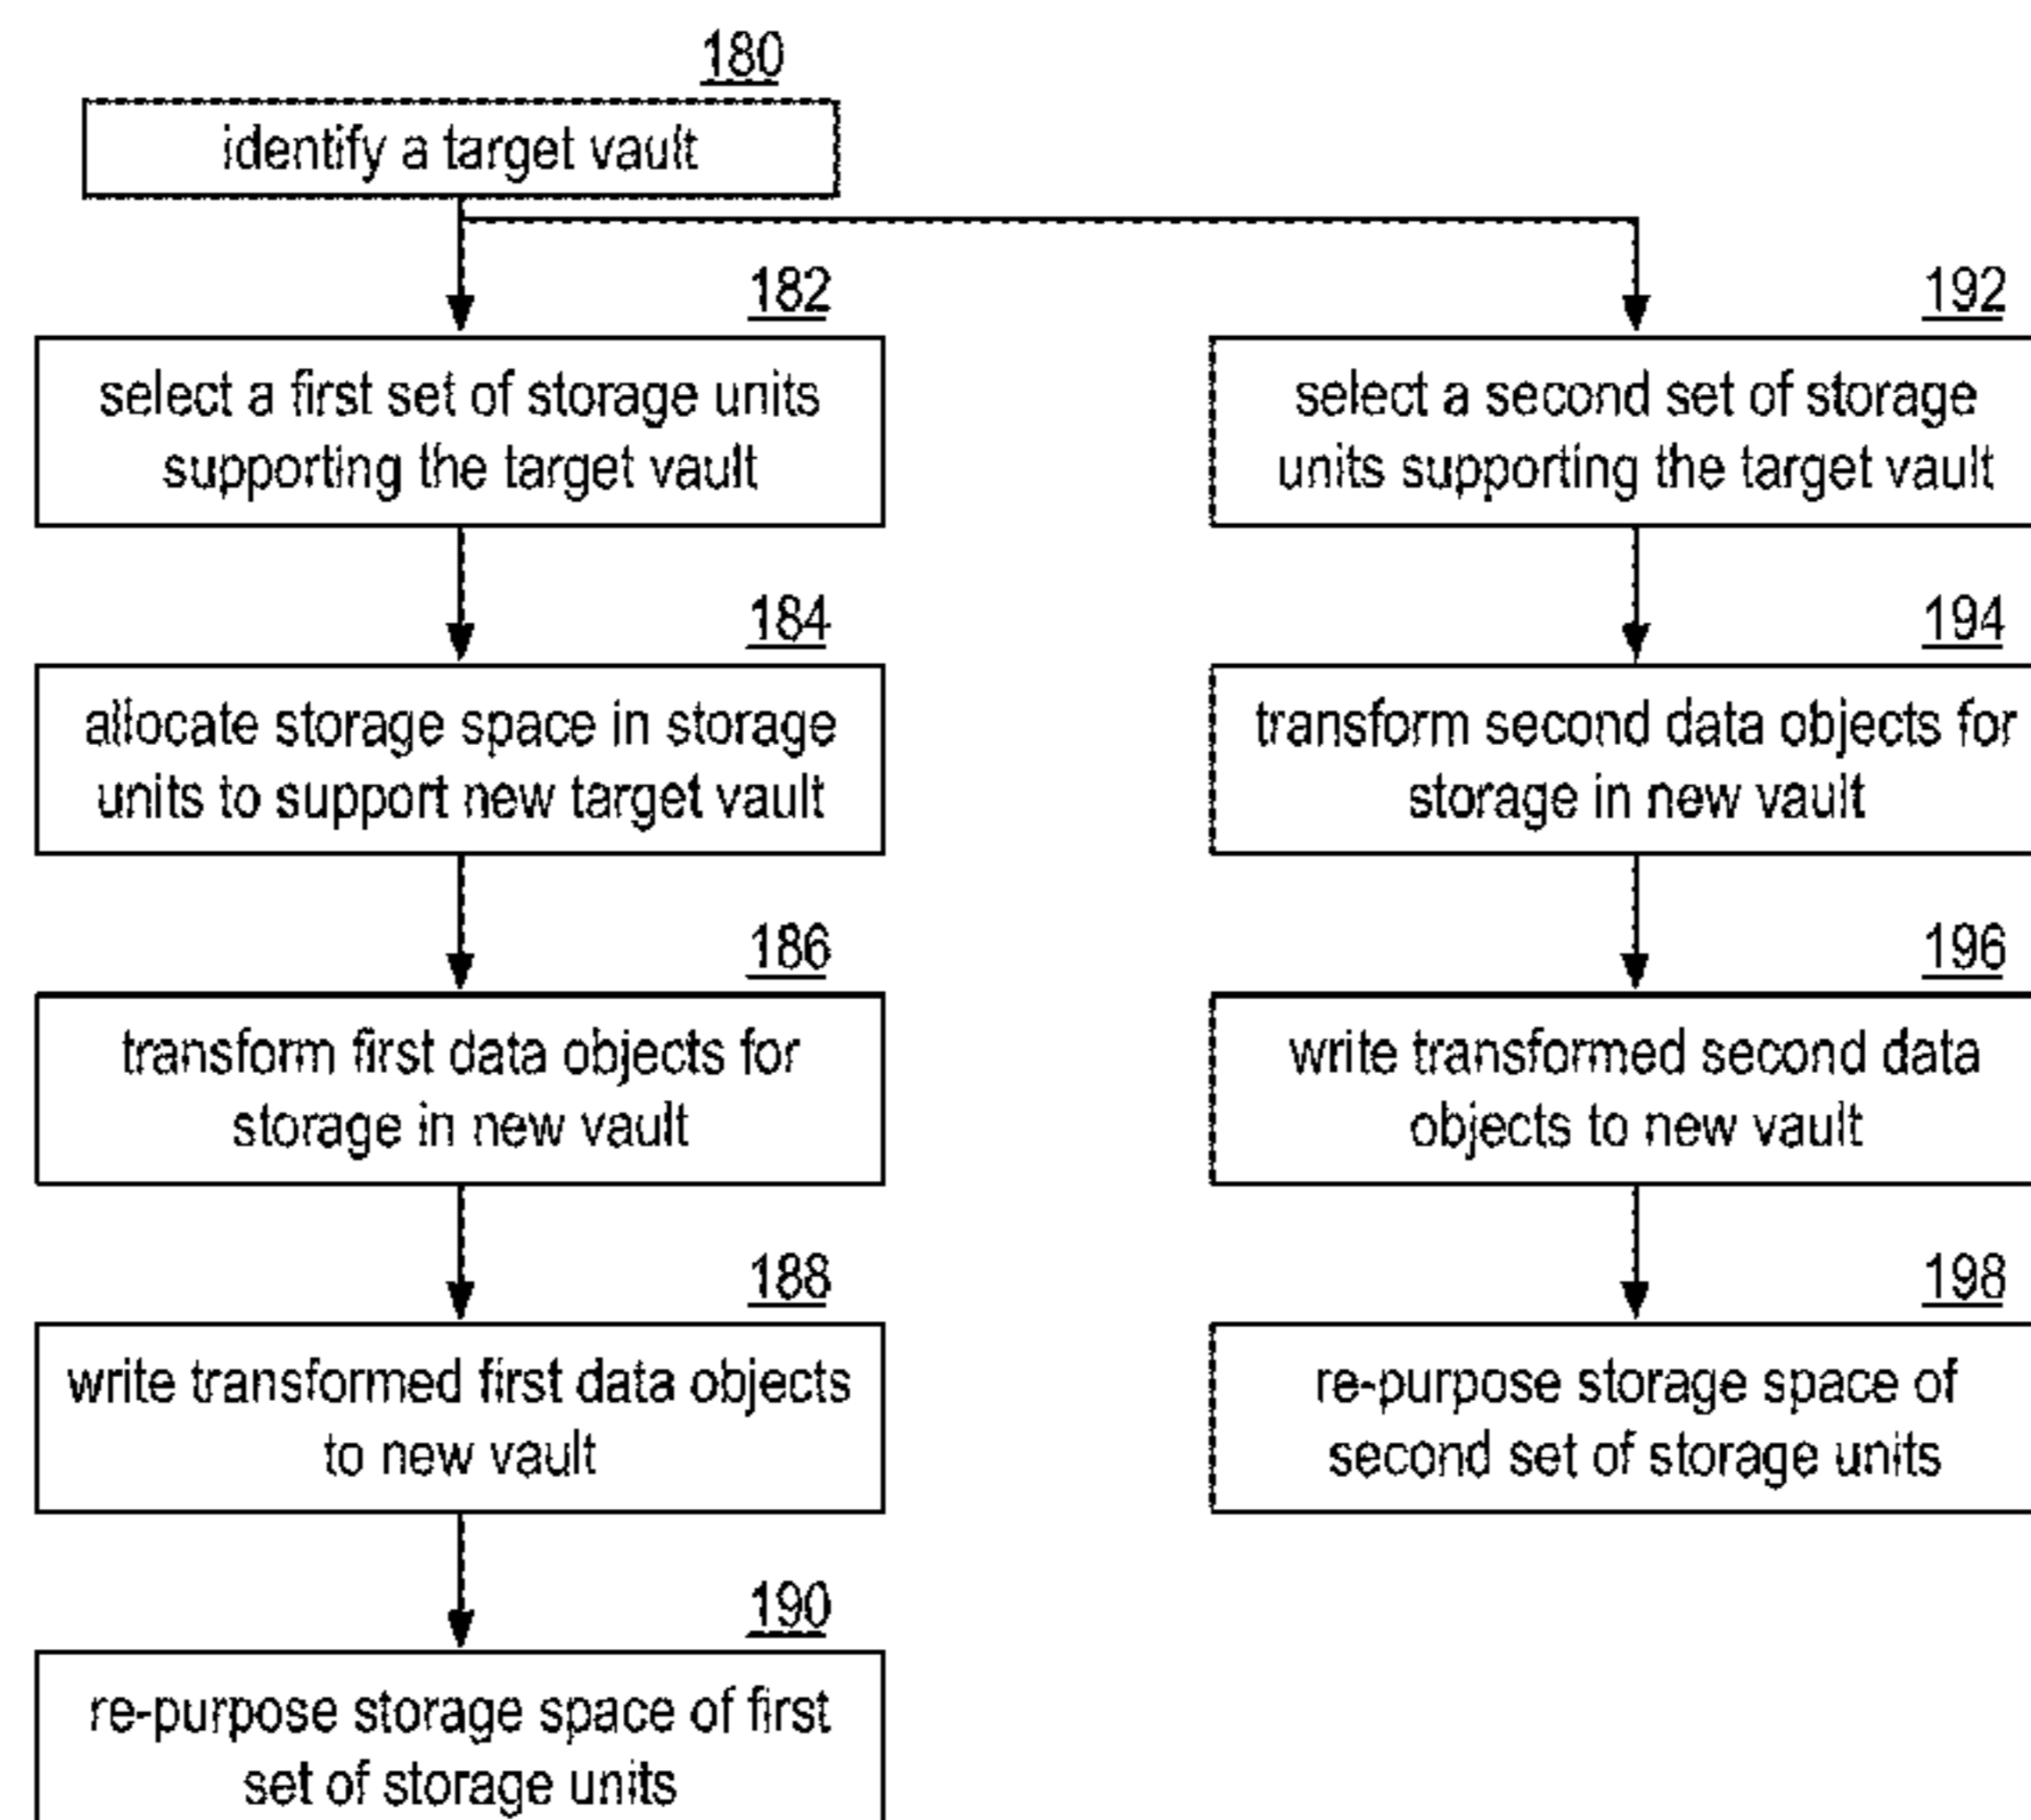 180
identify a target vault
182
select a first set of storage units
supporting the target vault
184
allocate storage space in storage
units to support new target vault
186
transform first data objects for
storage in new vault
188
write transformed first data objects
to new vault
190
re-purpose storage space of first
set of storage units
192
select a second set of storage
units supporting the target vault
194
transform second data objects for
storage in new vault
196
write transformed second data
objects to new vault
198
re-purpose storage space of
second set of storage units